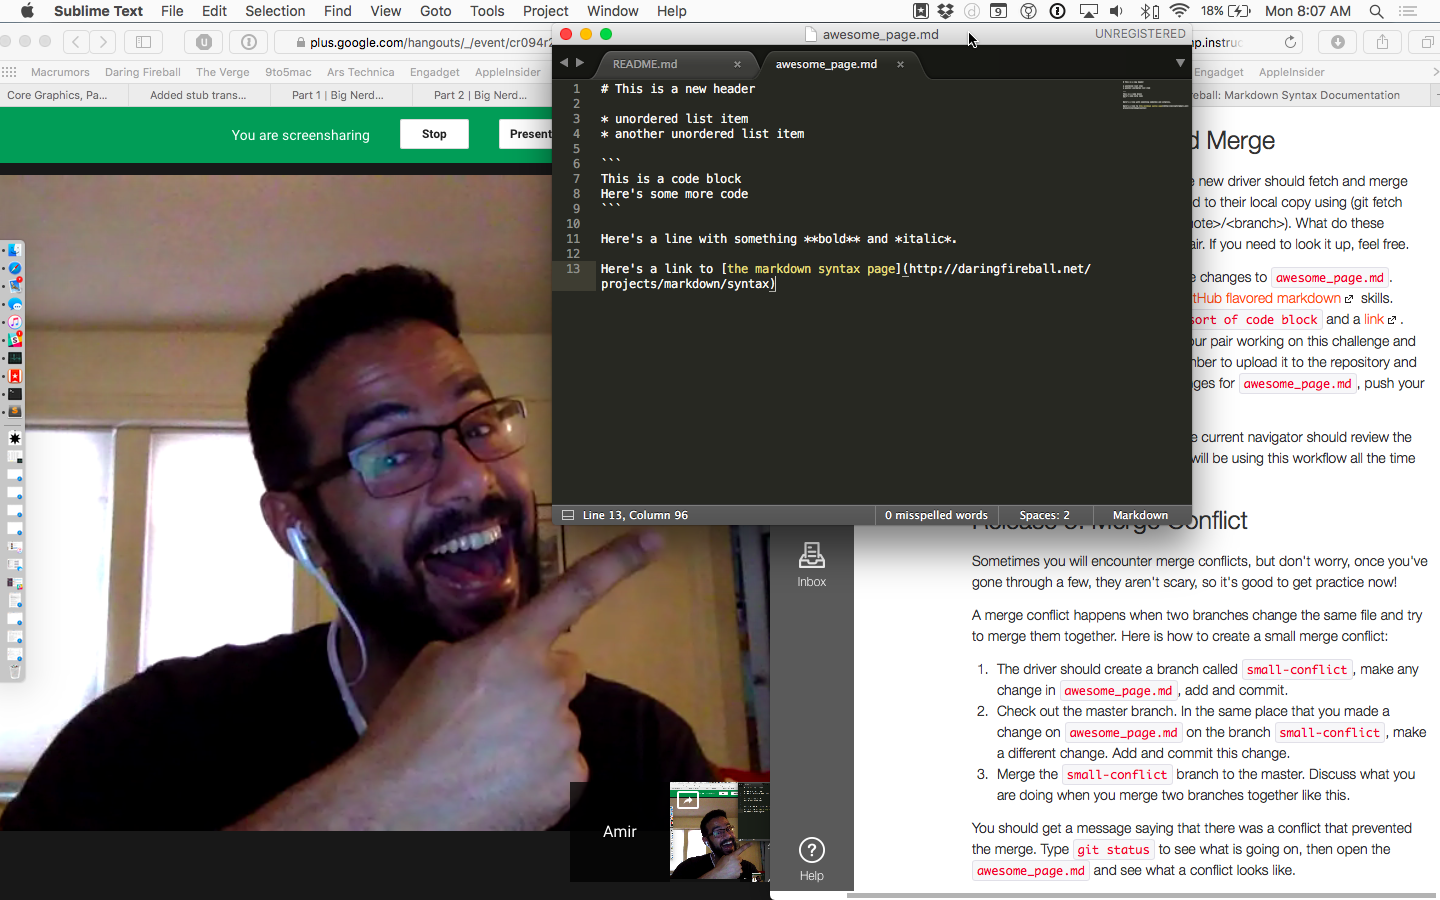 Sublime Text File Edit Selection Find View Goto Tools Project Window Help
9
18%
Mon 8:07 AM
plus.google.com/hangouts/_/event/cr094r
Macrumors Daring Fireball The Verge 9to5mac Ars Technica Engadget AppleInsider
Core Graphics, Pa...
Added stub trans...
Part 1 | Big Nerd...
Part 2 | Big Nerd...
You are screensharing
Stop
Present
awesome_page.md
UNREGISTERED
README.md
awesome_page.md
1 # This is a new header
2
3 * unordered list item
4 * another unordered list item
5
6 ```
7 This is a code block
8 Here's some more code
9 ```
10
11 Here's a line with something **bold** and *italic*.
12
13 Here's a link to [the markdown syntax page](http://daringfireball.net/
projects/markdown/syntax)
Line 13, Column 96
0 misspelled words
Spaces: 2
Markdown
Engadget AppleInsider
eball: Markdown Syntax Documentation
d Merge
new driver should fetch and merge
d to their local copy using (git fetch
note>/<branch>). What do these
air. If you need to look it up, feel free.
changes to awesome_page.md .
tHub flavored markdown skills.
sort of code block and a link .
our pair working on this challenge and
nber to upload it to the repository and
nges for awesome_page.md , push your
current navigator should review the
will be using this workflow all the time
Merge Conflict
Sometimes you will encounter merge conflicts, but don't worry, once you've
gone through a few, they aren't scary, so it's good to get practice now!
A merge conflict happens when two branches change the same file and try
to merge them together. Here is how to create a small merge conflict:
1. The driver should create a branch called small-conflict , make any
change in awesome_page.md , add and commit.
2. Check out the master branch. In the same place that you made a
change on awesome_page.md on the branch small-conflict , make
a different change. Add and commit this change.
3. Merge the small-conflict branch to the master. Discuss what you
are doing when you merge two branches together like this.
You should get a message saying that there was a conflict that prevented
the merge. Type git status to see what is going on, then open the
awesome_page.md and see what a conflict looks like.
Inbox
Help
Amir